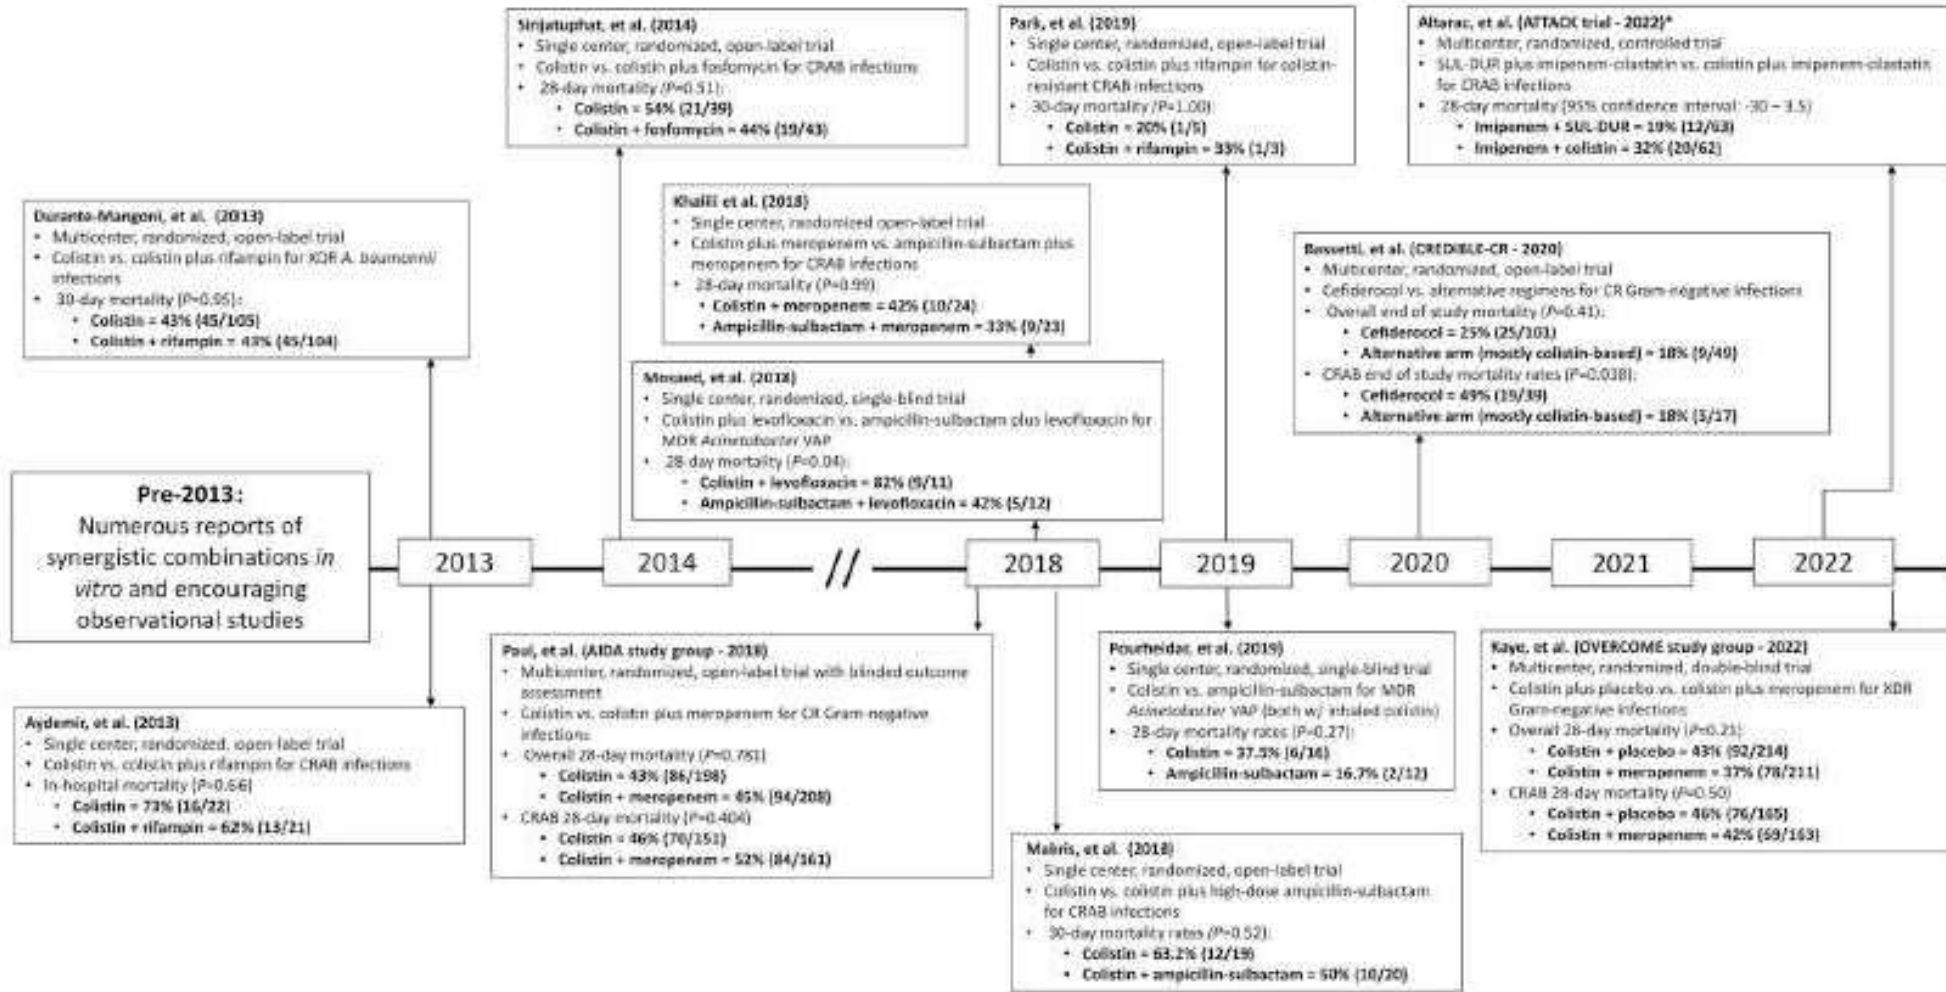 Sirijatuphat, et al. (2014)
• Single center, randomized, open-label trial
• Colistin vs. colistin plus fosfomycin for CRAB infections
• 28-day mortality (P=0.51):
• Colistin = 54% (21/39)
• Colistin + fosfomycin = 44% (19/43)
Park, et al. (2019)
• Single center, randomized, open-label trial
• Colistin vs. colistin plus rifampin for colistin-
resistant CRAB infections
• 30-day mortality (P=1.00)
• Colistin = 20% (1/5)
• Colistin + rifampin = 33% (1/3)
Altarac, et al. (ATTACK trial - 2022)*
• Multicenter, randomized, controlled trial
• SUL-DUR plus imipenem-cilastatin vs. colistin plus imipenem-cilastatin
for CRAB infections
• 28-day mortality (95% confidence interval: -30 – 3.5)
• Imipenem + SUL-DUR = 19% (12/63)
• Imipenem + colistin = 32% (20/62)
Durante-Mangoni, et al. (2013)
• Multicenter, randomized, open-label trial
• Colistin vs. colistin plus rifampin for XDR A. baumannii
infections
• 30-day mortality (P=0.95):
• Colistin = 43% (45/105)
• Colistin + rifampin = 43% (45/104)
Khalili et al. (2018)
• Single center, randomized open-label trial
• Colistin plus meropenem vs. ampicillin-sulbactam plus
meropenem for CRAB infections
• 28-day mortality (P=0.99)
• Colistin + meropenem = 42% (10/24)
• Ampicillin-sulbactam + meropenem = 33% (9/23)
Bassetti, et al. (CREDIBLE-CR - 2020)
• Multicenter, randomized, open-label trial
• Cefiderocol vs. alternative regimens for CR Gram-negative infections
• Overall end of study mortality (P=0.41):
• Cefiderocol = 25% (25/101)
• Alternative arm (mostly colistin-based) = 18% (9/49)
• CRAB end of study mortality rates (P=0.038):
• Cefiderocol = 49% (19/39)
• Alternative arm (mostly colistin-based) = 18% (3/17)
Mosaed, et al. (2018)
• Single center, randomized, single-blind trial
• Colistin plus levofloxacin vs. ampicillin-sulbactam plus levofloxacin for
MDR Acinetobacter VAP
• 28-day mortality (P=0.04):
• Colistin + levofloxacin = 82% (9/11)
• Ampicillin-sulbactam + levofloxacin = 42% (5/12)
Pre-2013:
Numerous reports of
synergistic combinations in
vitro and encouraging
observational studies
2013
2014
//
2018
2019
2020
2021
2022
Paul, et al. (AIDA study group - 2018)
• Multicenter, randomized, open-label trial with blinded outcome
assessment
• Colistin vs. colistin plus meropenem for CR Gram-negative
infections
• Overall 28-day mortality (P=0.781)
• Colistin = 43% (86/198)
• Colistin + meropenem = 45% (94/208)
• CRAB 28-day mortality (P=0.404)
• Colistin = 46% (70/151)
• Colistin + meropenem = 52% (84/161)
Pourheidar, et al. (2019)
• Single center, randomized, single-blind trial
• Colistin vs. ampicillin-sulbactam for MDR
Acinetobacter VAP (both w/ inhaled colistin)
• 28-day mortality rates (P=0.27):
• Colistin = 37.5% (6/16)
• Ampicillin-sulbactam = 16.7% (2/12)
Kaye, et al. (OVERCOME study group - 2022)
• Multicenter, randomized, double-blind trial
• Colistin plus placebo vs. colistin plus meropenem for XDR
Gram-negative infections
• Overall 28-day mortality (P=0.21):
• Colistin + placebo = 43% (92/214)
• Colistin + meropenem = 37% (78/211)
• CRAB 28-day mortality (P=0.50)
• Colistin + placebo = 46% (76/165)
• Colistin + meropenem = 42% (69/163)
Aydemir, et al. (2013)
• Single center, randomized, open-label trial
• Colistin vs. colistin plus rifampin for CRAB infections
• In-hospital mortality (P=0.66)
• Colistin = 73% (16/22)
• Colistin + rifampin = 62% (13/21)
Makris, et al. (2018)
• Single center, randomized, open-label trial
• Colistin vs. colistin plus high-dose ampicillin-sulbactam
for CRAB infections
• 30-day mortality rates (P=0.52):
• Colistin = 63.2% (12/19)
• Colistin + ampicillin-sulbactam = 50% (10/20)